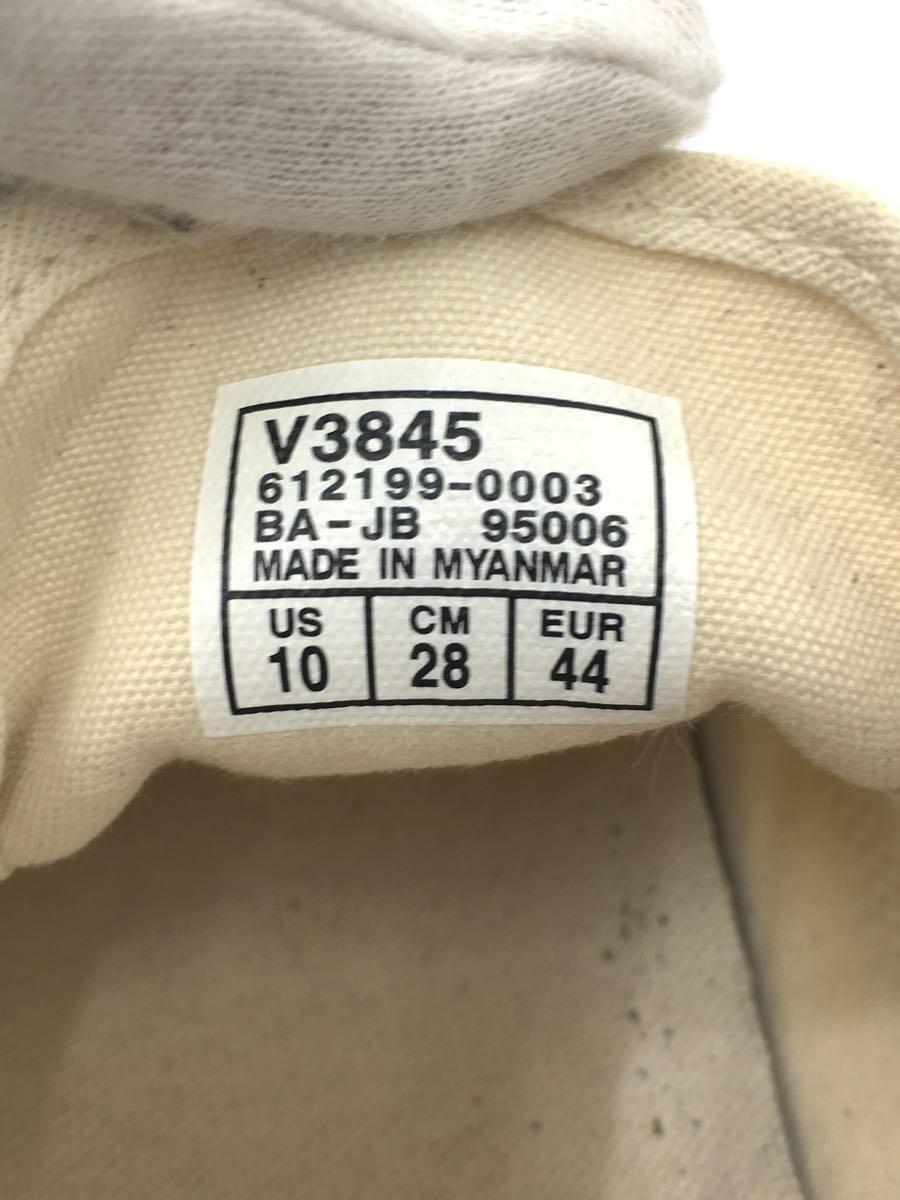 V3845
612199-0003
BA-JB 95006
MADE IN MYANMAR
US CM EUR
10 28 44